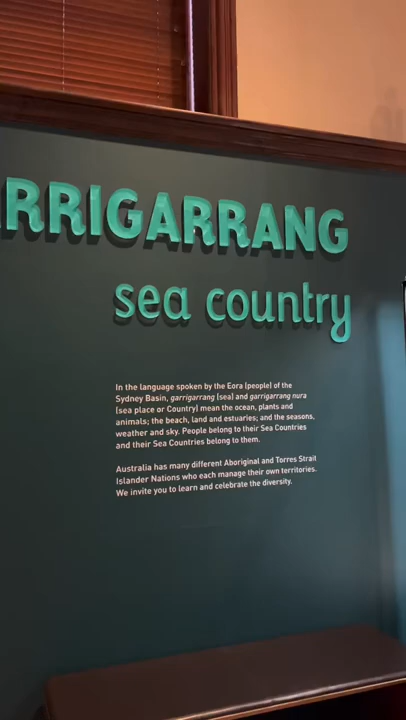 RRIGARRANG
sea country
In the language spoken by the Eora (people) of the
Sydney Basin, garrigarrang (sea) and garrigarrang nura
(sea place or Country) mean the ocean, plants and
animals; the beach, land and estuaries; and the seasons,
weather and sky. People belong to their Sea Countries
and their Sea Countries belong to them.
Australia has many different Aboriginal and Torres Strait
Islander Nations who each manage their own territories.
We invite you to learn and celebrate the diversity.